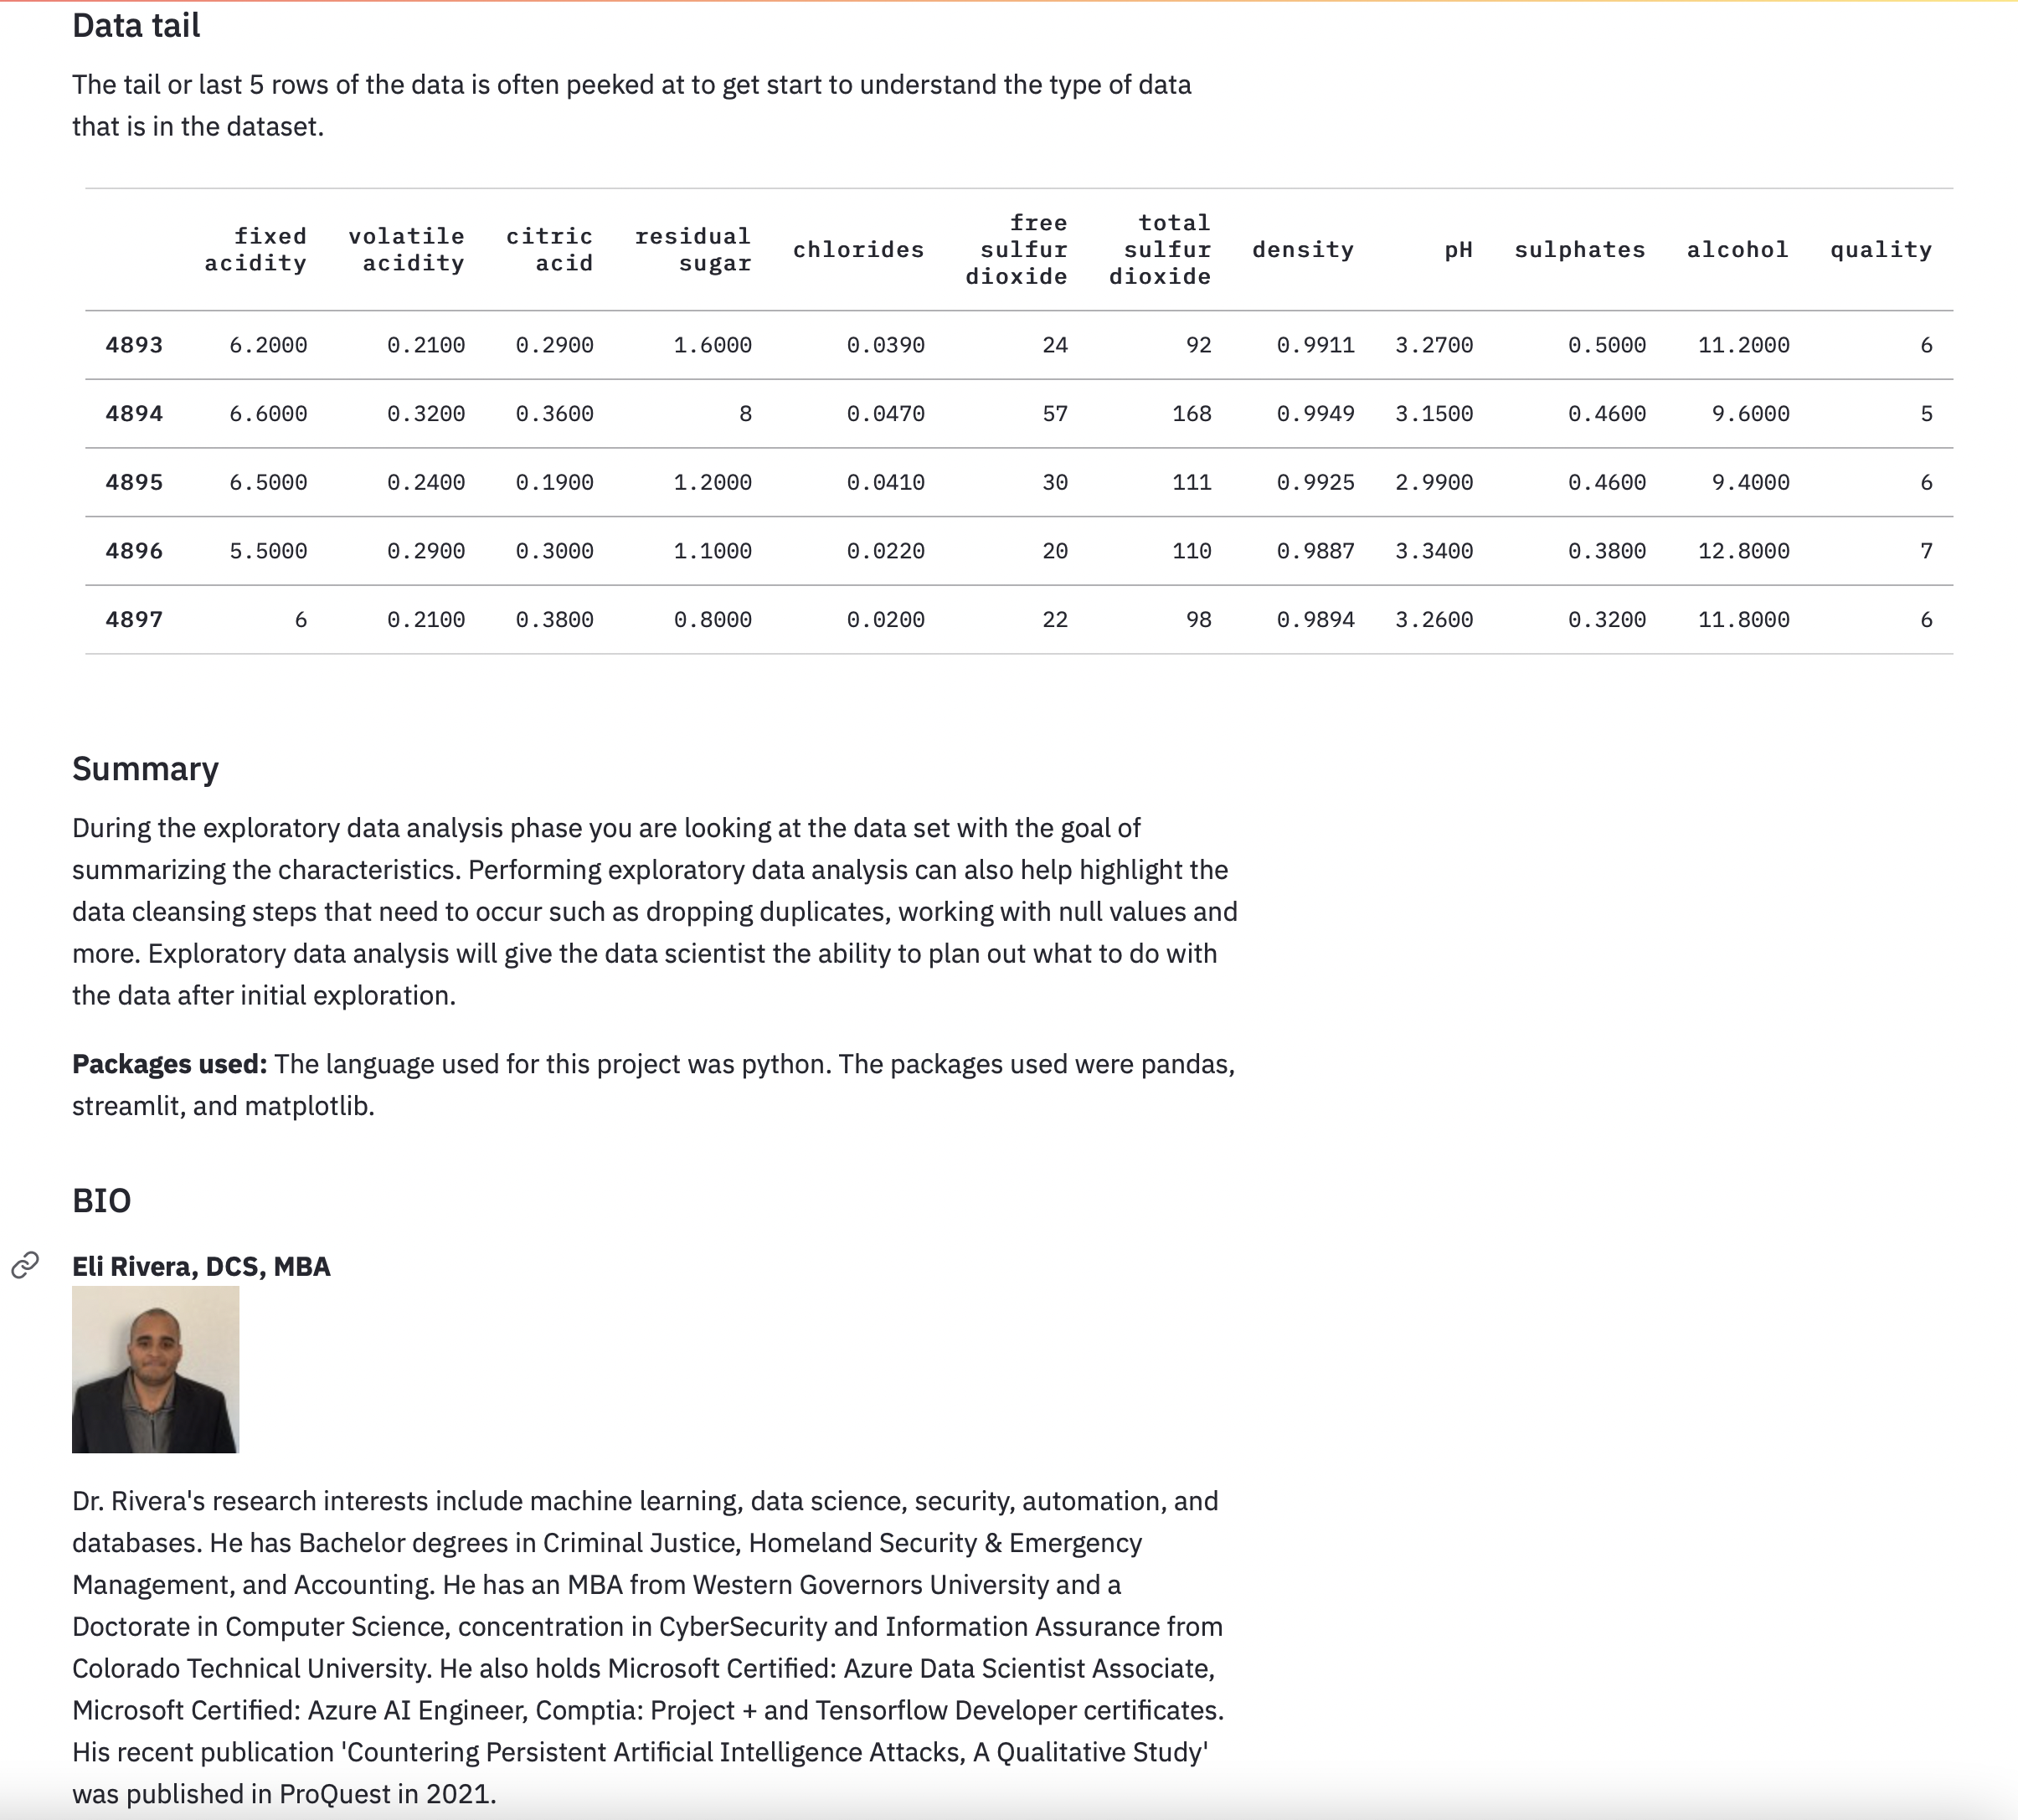 Data tail
The tail or last 5 rows of the data is often peeked at to get start to understand the type of data
that is in the dataset.
fixed acidity volatile acidity citric acid residual sugar chlorides free sulfur dioxide total sulfur dioxide density pH sulphates alcohol quality
4893 6.2000 0.2100 0.2900 1.6000 0.0390 24 92 0.9911 3.2700 0.5000 11.2000 6
4894 6.6000 0.3200 0.3600 8 0.0470 57 168 0.9949 3.1500 0.4600 9.6000 5
4895 6.5000 0.2400 0.1900 1.2000 0.0410 30 111 0.9925 2.9900 0.4600 9.4000 6
4896 5.5000 0.2900 0.3000 1.1000 0.0220 20 110 0.9887 3.3400 0.3800 12.8000 7
4897 6 0.2100 0.3800 0.8000 0.0200 22 98 0.9894 3.2600 0.3200 11.8000 6
Summary
During the exploratory data analysis phase you are looking at the data set with the goal of
summarizing the characteristics. Performing exploratory data analysis can also help highlight the
data cleansing steps that need to occur such as dropping duplicates, working with null values and
more. Exploratory data analysis will give the data scientist the ability to plan out what to do with
the data after initial exploration.
Packages used: The language used for this project was python. The packages used were pandas,
streamlit, and matplotlib.
BIO
Eli Rivera, DCS, MBA
Dr. Rivera's research interests include machine learning, data science, security, automation, and
databases. He has Bachelor degrees in Criminal Justice, Homeland Security & Emergency
Management, and Accounting. He has an MBA from Western Governors University and a
Doctorate in Computer Science, concentration in CyberSecurity and Information Assurance from
Colorado Technical University. He also holds Microsoft Certified: Azure Data Scientist Associate,
Microsoft Certified: Azure AI Engineer, Comptia: Project + and Tensorflow Developer certificates.
His recent publication 'Countering Persistent Artificial Intelligence Attacks, A Qualitative Study'
was published in ProQuest in 2021.